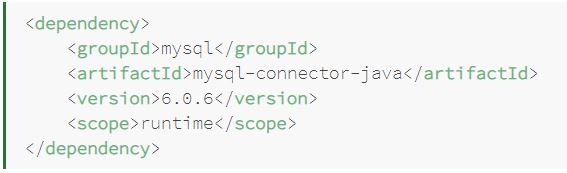 <dependency>
    <groupId>mysql</groupId>
    <artifactId>mysql-connector-java</artifactId>
    <version>6.0.6</version>
    <scope>runtime</scope>
</dependency>